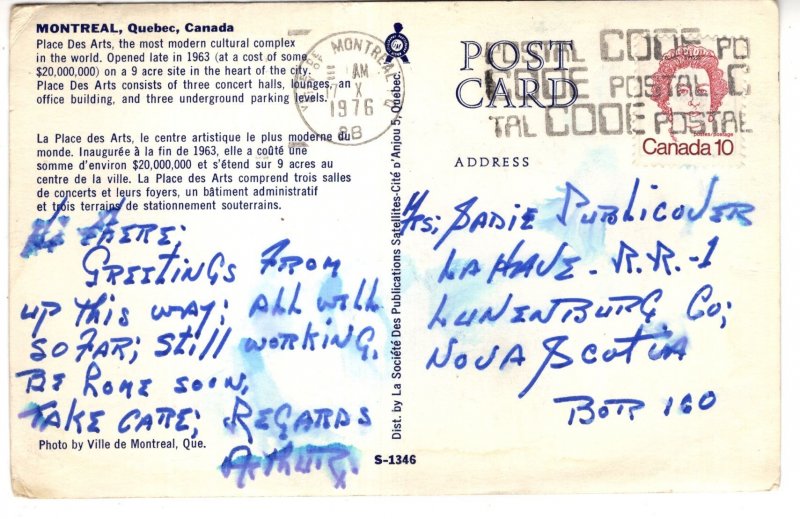 MONTREAL, Quebec, Canada
Place Des Arts, the most modern cultural complex
in the world. Opened late in 1963 (at a cost of some
$20,000,000) on a 9 acre site in the heart of the city.
Place Des Arts consists of three concert halls, lounges, an
office building, and three underground parking levels.
La Place des Arts, le centre artistique le plus moderne du
monde. Inaugurée à la fin de 1963, elle a coûté une
somme d'environ $20,000,000 et s'étend sur 9 acres au
centre de la ville. La Place des Arts comprend trois salles
de concerts et leurs foyers, un bâtiment administratif
et trois terrains de stationnement souterrains.
Hi THERE;
GREETINGS FROM
up THiS WAY; ALL WELL
SO FAR; STiLL WORKING.
BE HOME SOON.
TAKE CARE; REGARDS
ARTHUR.
Photo by Ville de Montreal, Que.
Dist. by La Société Des Publications Satellites-Cité d'Anjou 5, Quebec.
S-1346
MONTREAL
AM
X
1976
POST
CARD
POSTAL CODE PO
CODE POSTAL C
TAL CODE POSTAL
postes/postage
Canada 10
ADDRESS
Mrs; SADIE PUBLICOVER
LAHAVE - R.R.-1
LUNENBURG Co;
NOVA SCOTIA
BOR 1CO